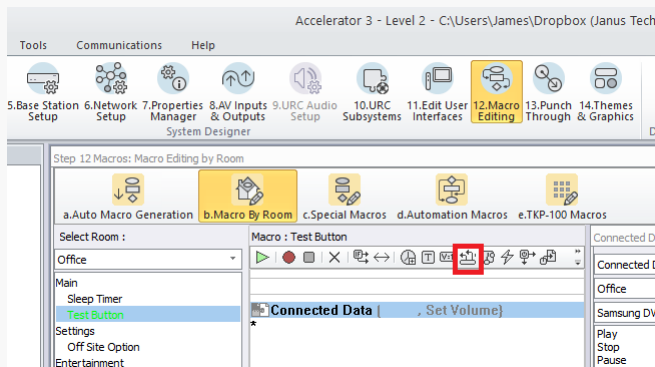 Accelerator 3 - Level 2 - C:\Users\James\Dropbox (Janus Tech
Tools Communications Help
5.Base Station Setup 6.Network Setup 7.Properties Manager 8.AV Inputs & Outputs 9.URC Audio Setup 10.URC Subsystems 11.Edit User Interfaces 12.Macro Editing 13.Punch Through 14.Themes & Graphics
System Designer
Step 12 Macros: Macro Editing by Room
a.Auto Macro Generation b.Macro By Room c.Special Macros d.Automation Macros e.TKP-100 Macros
Select Room : Macro : Test Button Connected D
Office Connected D
Main Office
Sleep Timer
Test Button Connected Data { , Set Volume} Samsung DV
Settings * Play
Off Site Option Stop
Entertainment Pause